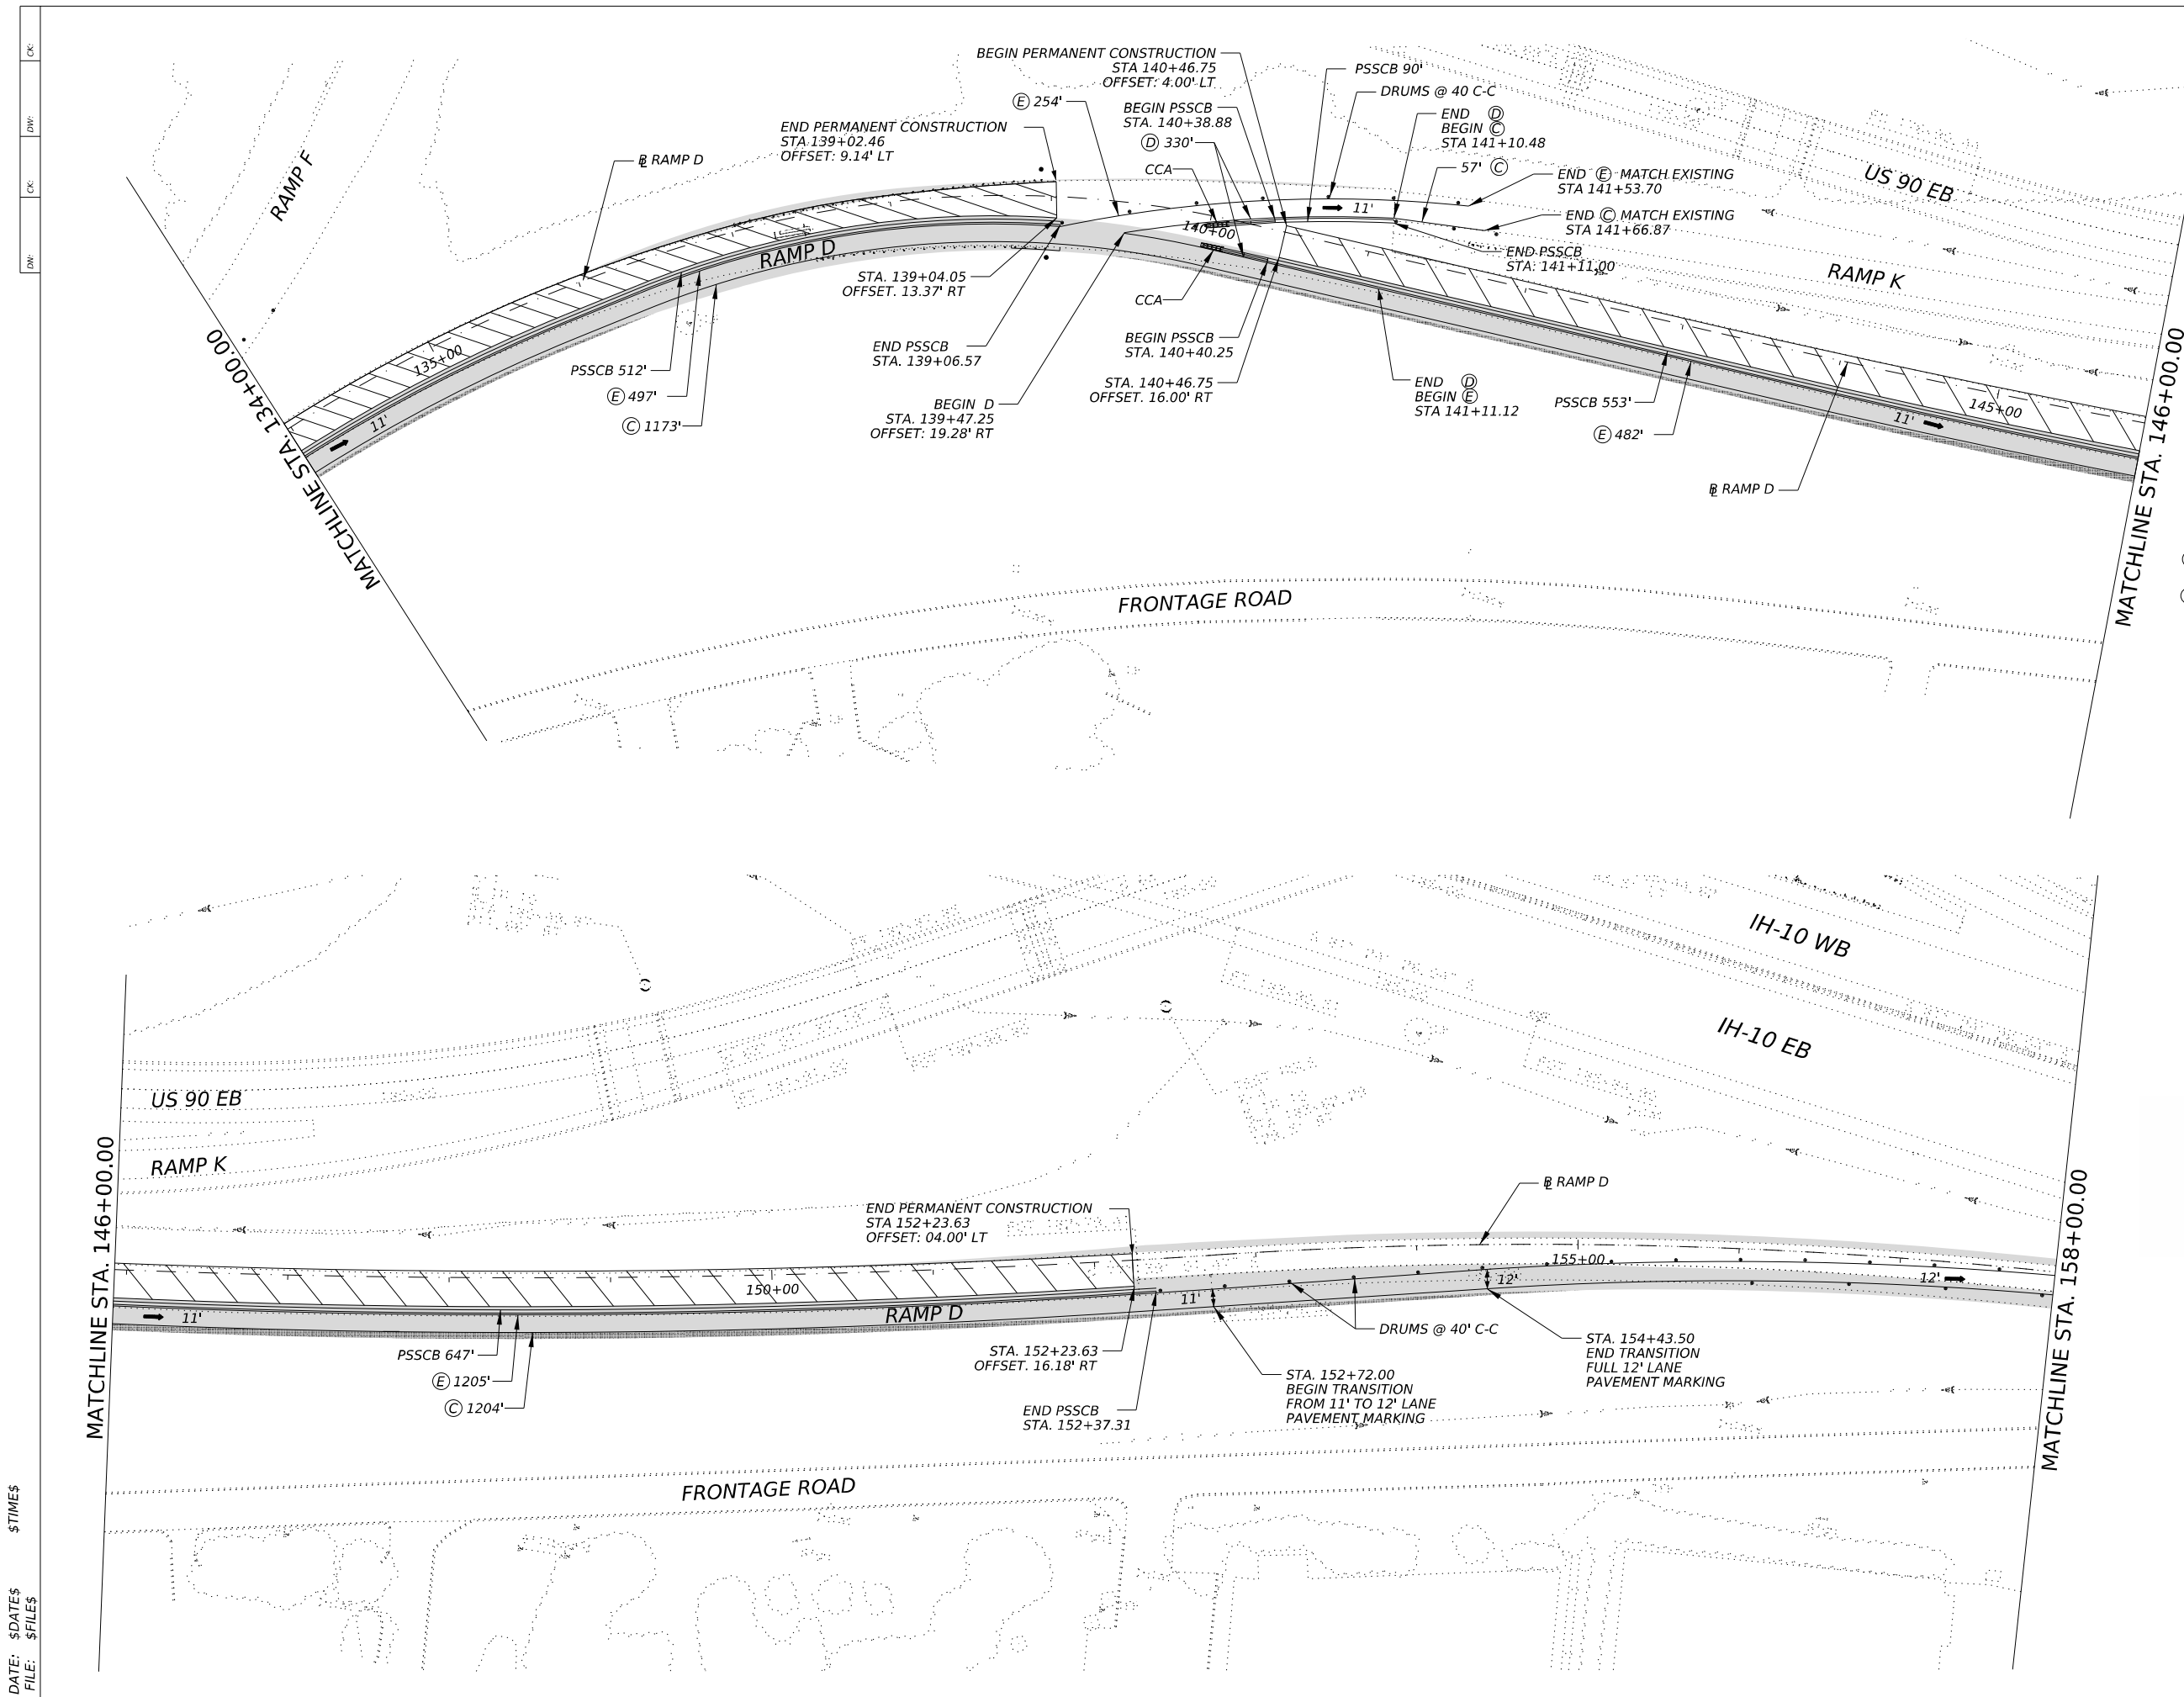 CK:
DW:
CK:
DN:
RAMP F
BL RAMP D
END PERMANENT CONSTRUCTION
STA 139+02.46
OFFSET: 9.14' LT
Ⓔ 254'
BEGIN PERMANENT CONSTRUCTION
STA 140+46.75
OFFSET: 4.00' LT
BEGIN PSSCB
STA. 140+38.88
Ⓓ 330'
CCA
PSSCB 90'
DRUMS @ 40 C-C
END Ⓓ
BEGIN Ⓒ
STA 141+10.48
57' Ⓒ
END Ⓔ MATCH EXISTING
STA 141+53.70
END Ⓒ MATCH EXISTING
STA 141+66.87
END PSSCB
STA: 141+11.00
US 90 EB
RAMP K
11'
140+00
RAMP D
STA. 139+04.05
OFFSET. 13.37' RT
END PSSCB
STA. 139+06.57
BEGIN D
STA. 139+47.25
OFFSET: 19.28' RT
CCA
BEGIN PSSCB
STA. 140+40.25
STA. 140+46.75
OFFSET. 16.00' RT
END Ⓓ
BEGIN Ⓔ
STA 141+11.12
PSSCB 553'
Ⓔ 482'
BL RAMP D
145+00
11'
135+00
11'
PSSCB 512'
Ⓔ 497'
Ⓒ 1173'
MATCHLINE STA. 134+00.00
MATCHLINE STA. 146+00.00
FRONTAGE ROAD
IH-10 WB
IH-10 EB
US 90 EB
RAMP K
MATCHLINE STA. 146+00.00
END PERMANENT CONSTRUCTION
STA 152+23.63
OFFSET: 04.00' LT
BL RAMP D
150+00
155+00
12'
12'
11'
11'
RAMP D
PSSCB 647'
Ⓔ 1205'
Ⓒ 1204'
STA. 152+23.63
OFFSET. 16.18' RT
END PSSCB
STA. 152+37.31
DRUMS @ 40' C-C
STA. 152+72.00
BEGIN TRANSITION
FROM 11' TO 12' LANE
PAVEMENT MARKING
STA. 154+43.50
END TRANSITION
FULL 12' LANE
PAVEMENT MARKING
MATCHLINE STA. 158+00.00
FRONTAGE ROAD
DATE: $DATE$ $TIME$
FILE: $FILE$